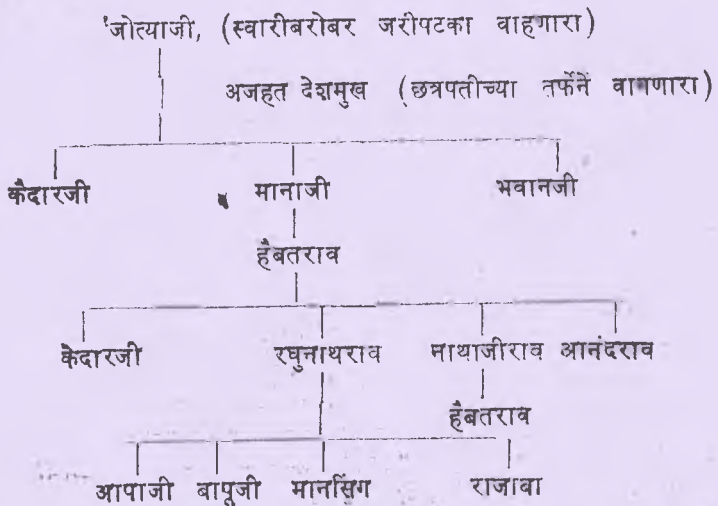 'जोत्याजी, (स्वारीबरोबर जरीपटका वाहणारा)
अजहत देशमुख (छत्रपतीच्या तर्फेनें वागणारा)
कैदारजी मानाजी भवानजी
हैबतराव
केदारजी रघुनाथराव माथाजीराव आनंदराव
हैबतराव
आपाजी बापूजी मानसिंग राजाबा